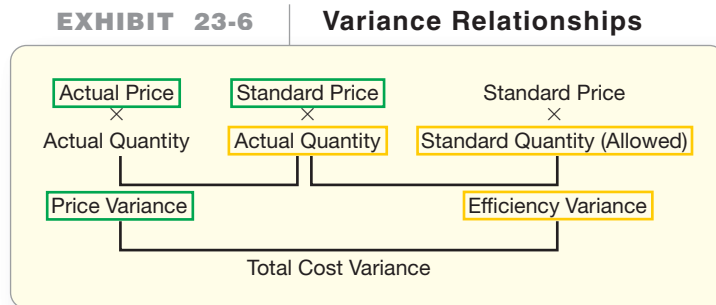 EXHIBIT 23-6 Variance Relationships
Actual Price Standard Price Standard Price
× × ×
Actual Quantity Actual Quantity Standard Quantity (Allowed)
Price Variance Efficiency Variance
Total Cost Variance